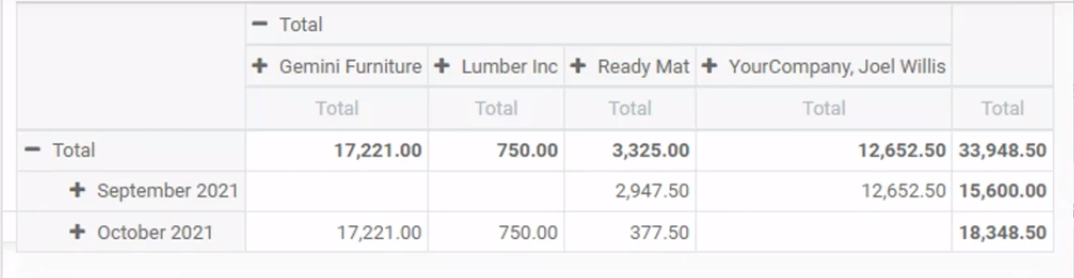 − Total
+ Gemini Furniture + Lumber Inc + Ready Mat + YourCompany, Joel Willis
Total Total Total Total Total
− Total 17,221.00 750.00 3,325.00 12,652.50 33,948.50
+ September 2021 2,947.50 12,652.50 15,600.00
+ October 2021 17,221.00 750.00 377.50 18,348.50